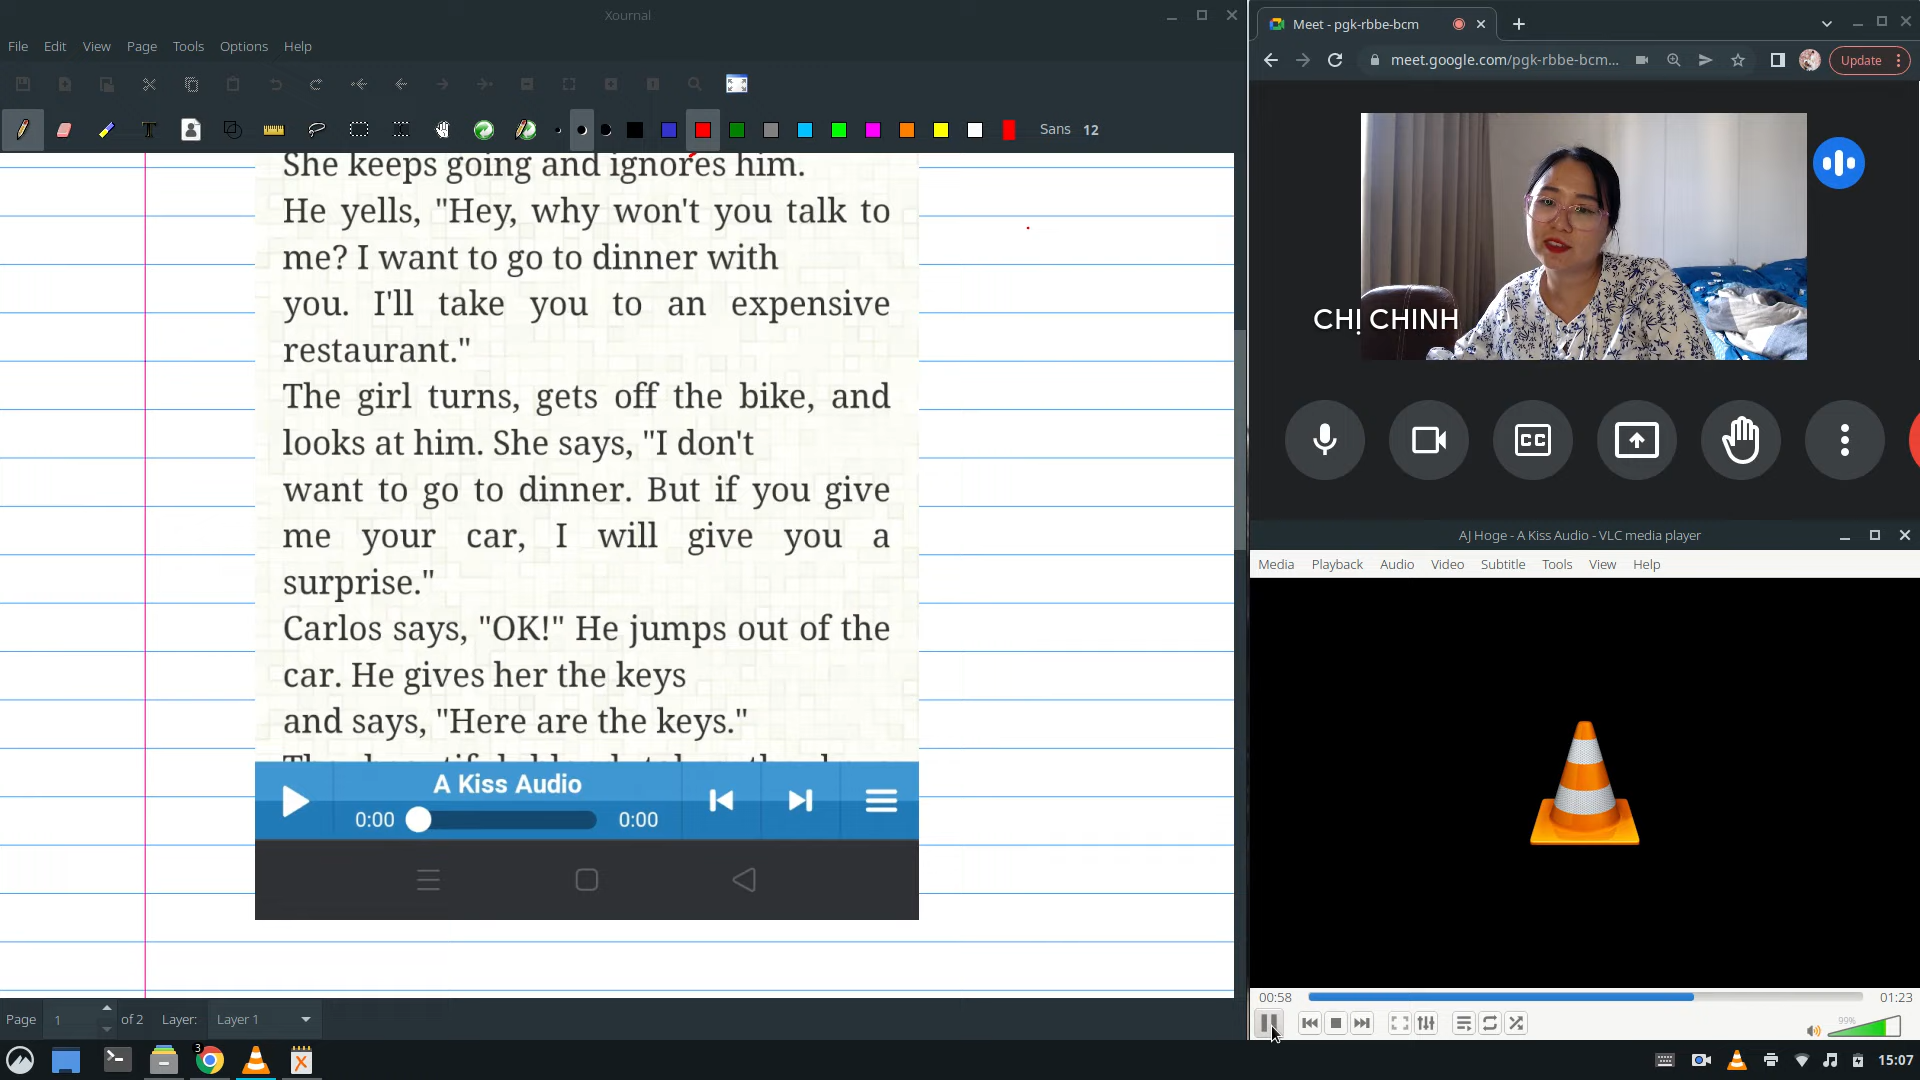 Xournal
File Edit View Page Tools Options Help
Sans 12
She keeps going and ignores him.
He yells, "Hey, why won't you talk to
me? I want to go to dinner with
you. I'll take you to an expensive
restaurant."
The girl turns, gets off the bike, and
looks at him. She says, "I don't
want to go to dinner. But if you give
me your car, I will give you a
surprise."
Carlos says, "OK!" He jumps out of the
car. He gives her the keys
and says, "Here are the keys."
A Kiss Audio
0:00 0:00
Page 1 of 2 Layer: Layer 1
Meet - pgk-rbbe-bcm
meet.google.com/pgk-rbbe-bcm...
Update
CHỊ CHINH
CC
AJ Hoge - A Kiss Audio - VLC media player
Media Playback Audio Video Subtitle Tools View Help
00:58 01:23
99%
3
15:07